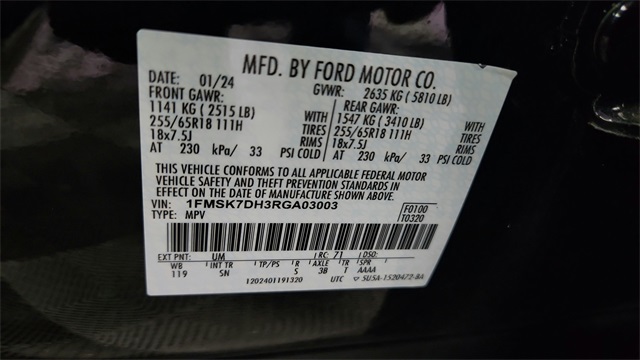 MFD. BY FORD MOTOR CO.
DATE: 01/24 GVWR: 2635 KG ( 5810 LB)
FRONT GAWR: REAR GAWR:
1141 KG ( 2515 LB) WITH 1547 KG ( 3410 LB) WITH
255/65R18 111H TIRES 255/65R18 111H TIRES
18x7.5J RIMS 18x7.5J RIMS
AT 230 kPa/ 33 PSI COLD AT 230 kPa/ 33 PSI COLD
THIS VEHICLE CONFORMS TO ALL APPLICABLE FEDERAL MOTOR
VEHICLE SAFETY AND THEFT PREVENTION STANDARDS IN
EFFECT ON THE DATE OF MANUFACTURE SHOWN ABOVE.
VIN: 1FMSK7DH3RGA03003 F0100
TYPE: MPV T0320
EXT PNT: UM RC: 71
WB INT TR TP/PS R AXLE TR SPR
119 SN S 3B T AAAA
1202401191320 UTC 5U5A-1520472-BA